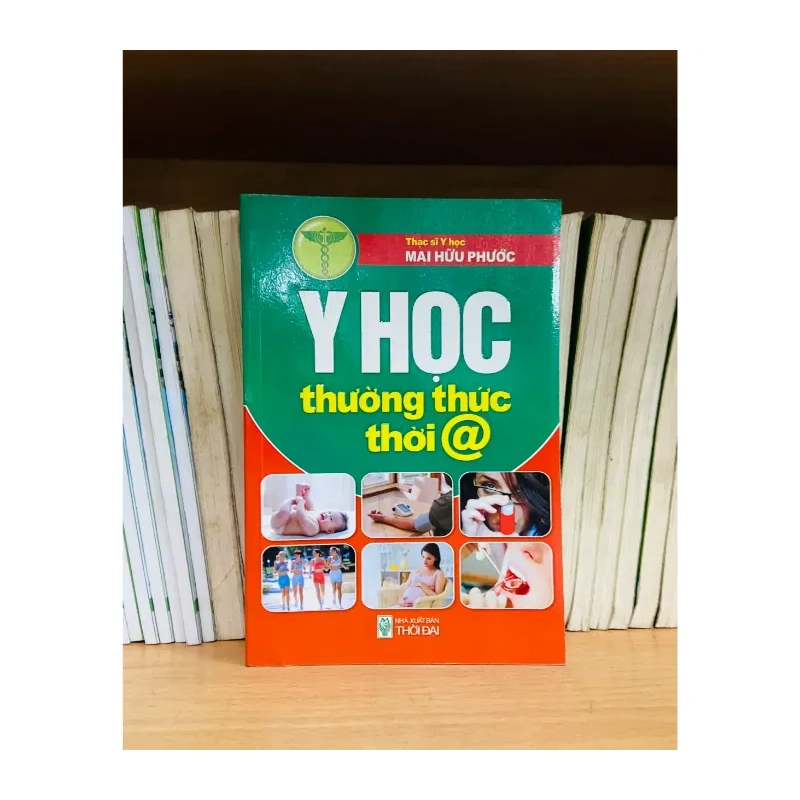 Thạc sĩ Y học
MAI HỮU PHƯỚC
Y HỌC
thường thức
thời @
NHÀ XUẤT BẢN
THỜI ĐẠI